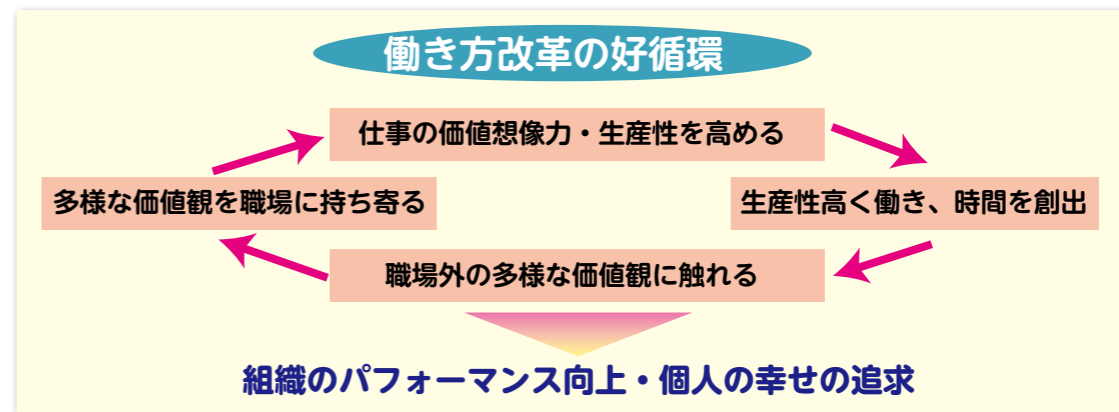 働き方改革の好循環
仕事の価値想像力・生産性を高める
多様な価値観を職場に持ち寄る
生産性高く働き、時間を創出
職場外の多様な価値観に触れる
組織のパフォーマンス向上・個人の幸せの追求